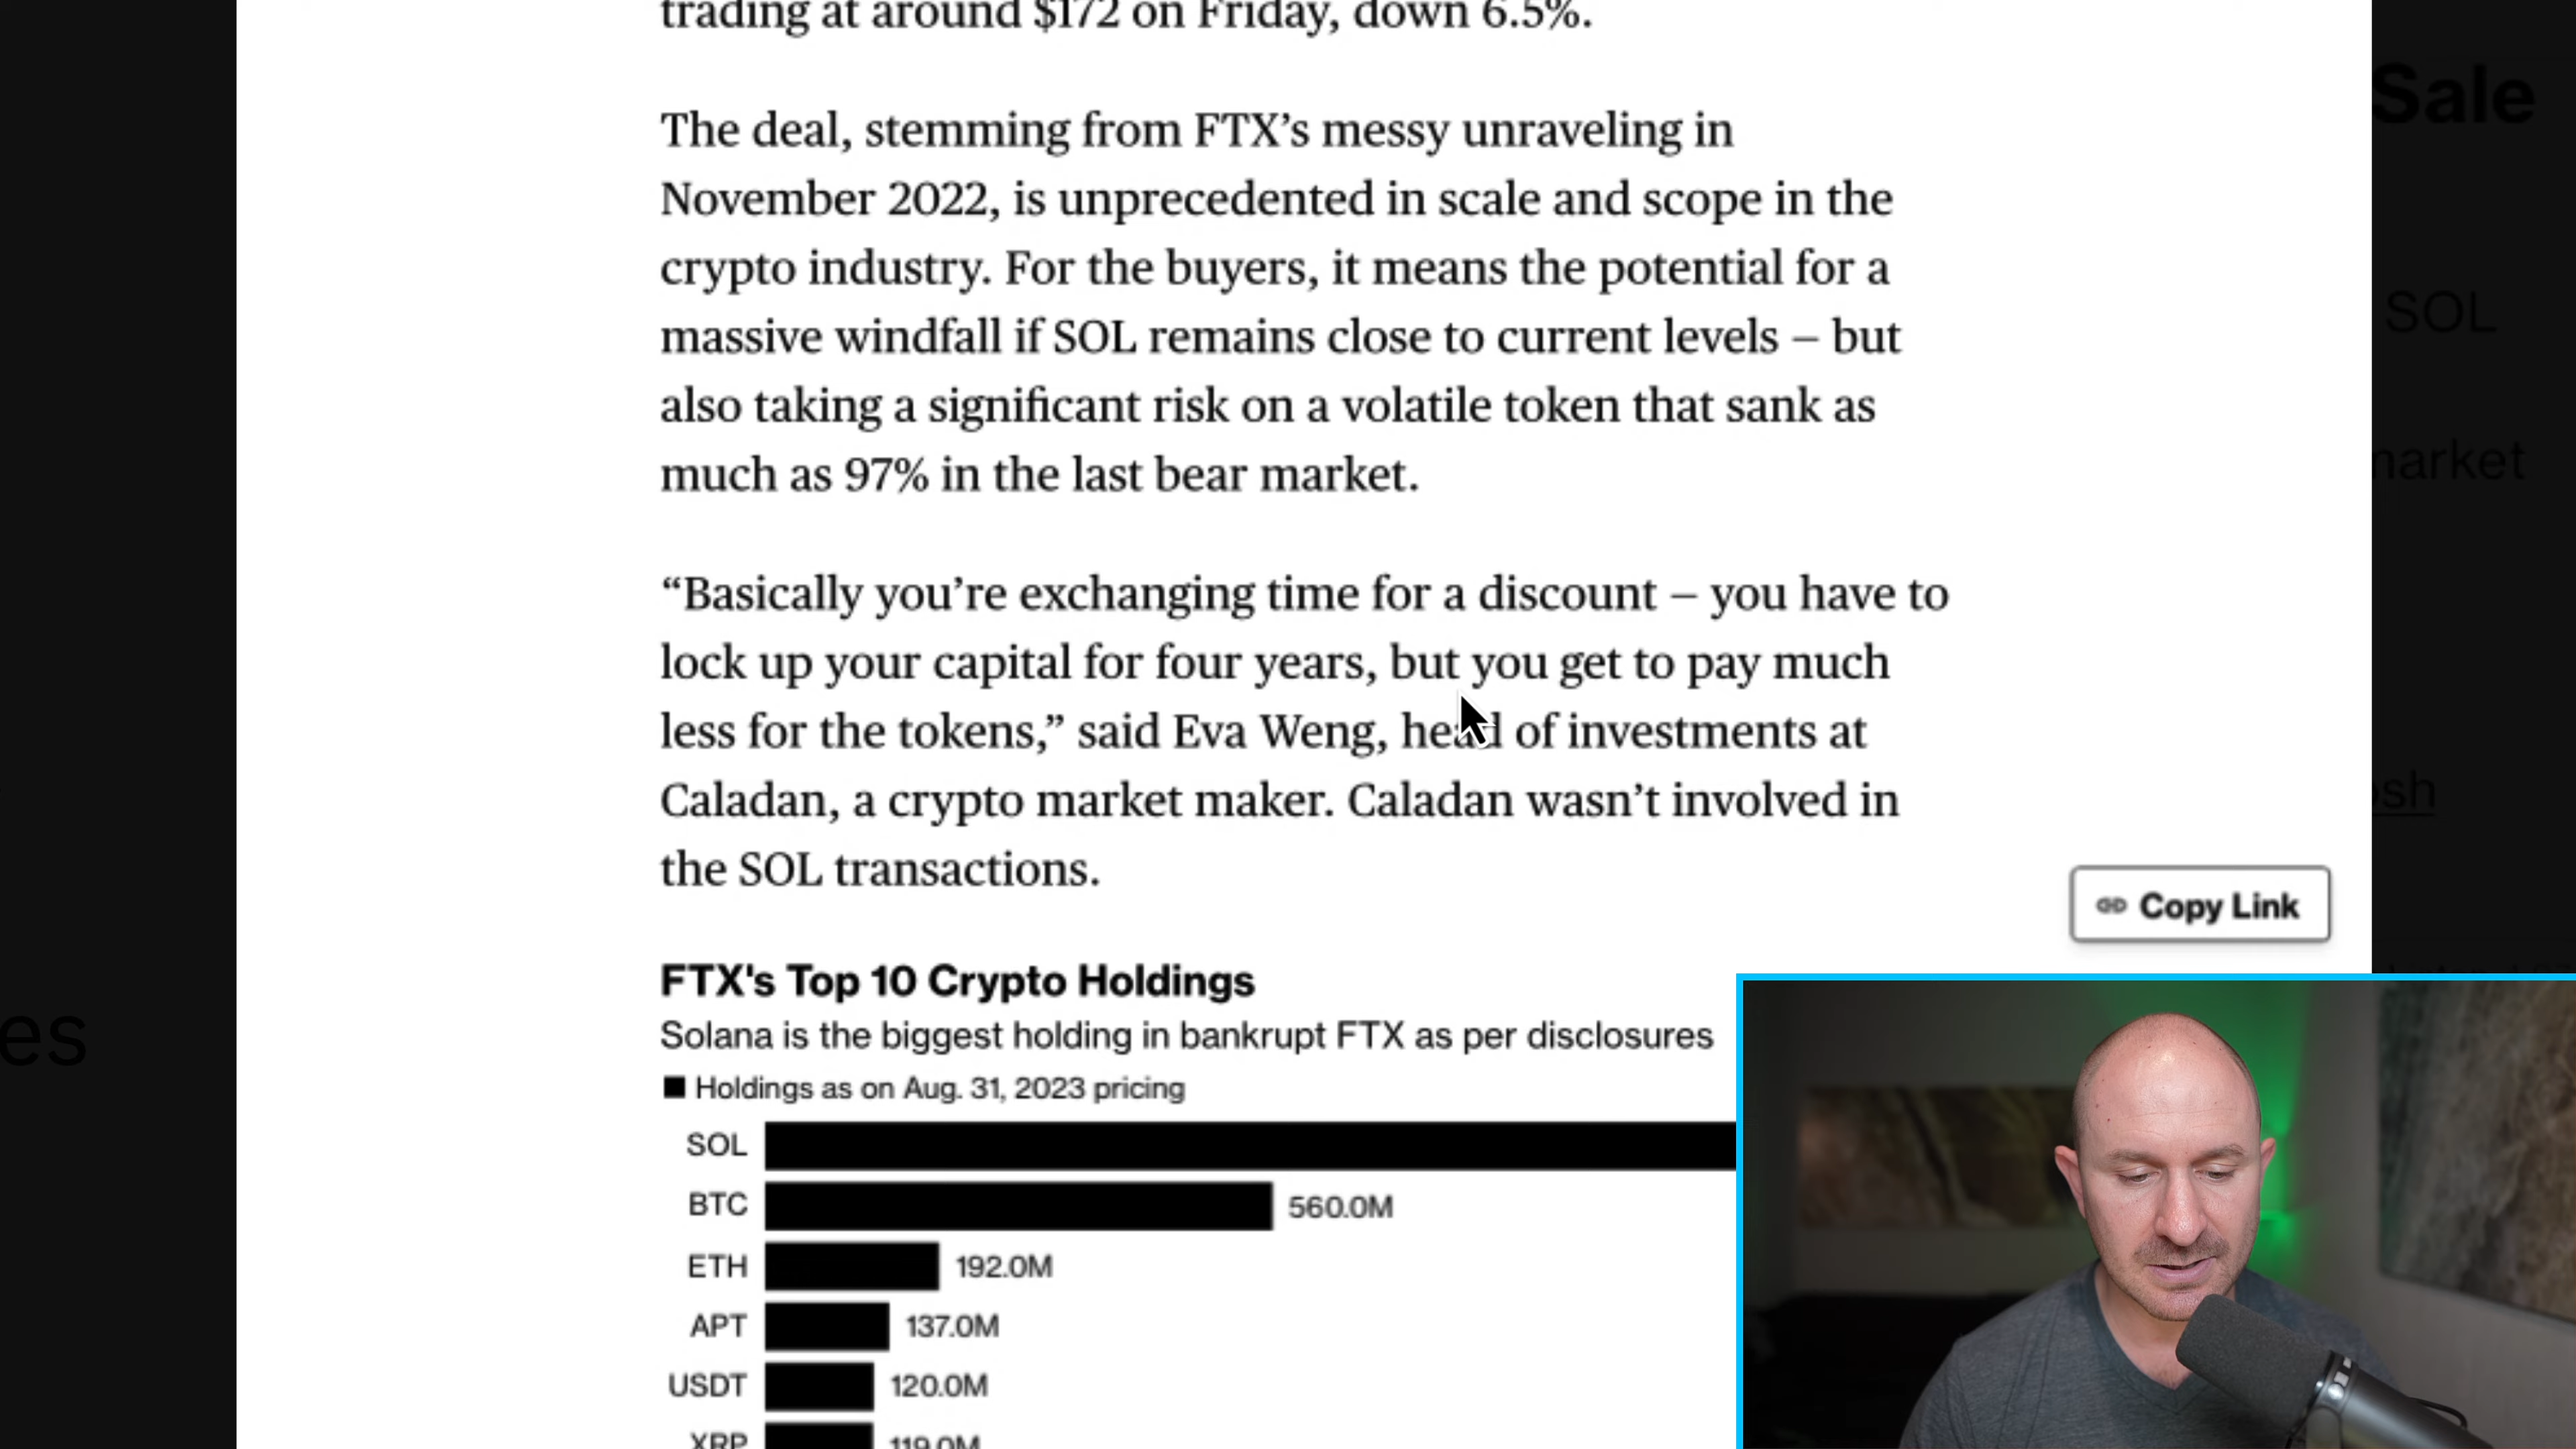 trading at around $172 on Friday, down 6.5%.
Sale
The deal, stemming from FTX’s messy unraveling in
November 2022, is unprecedented in scale and scope in the
crypto industry. For the buyers, it means the potential for a
SOL
massive windfall if SOL remains close to current levels – but
also taking a significant risk on a volatile token that sank as
much as 97% in the last bear market.
“Basically you’re exchanging time for a discount – you have to
lock up your capital for four years, but you get to pay much
less for the tokens,” said Eva Weng, head of investments at
Caladan, a crypto market maker. Caladan wasn’t involved in
the SOL transactions.
Copy Link
FTX's Top 10 Crypto Holdings
Solana is the biggest holding in bankrupt FTX as per disclosures
Holdings as on Aug. 31, 2023 pricing
SOL
BTC 560.0M
ETH 192.0M
APT 137.0M
USDT 120.0M
XRP 119.0M